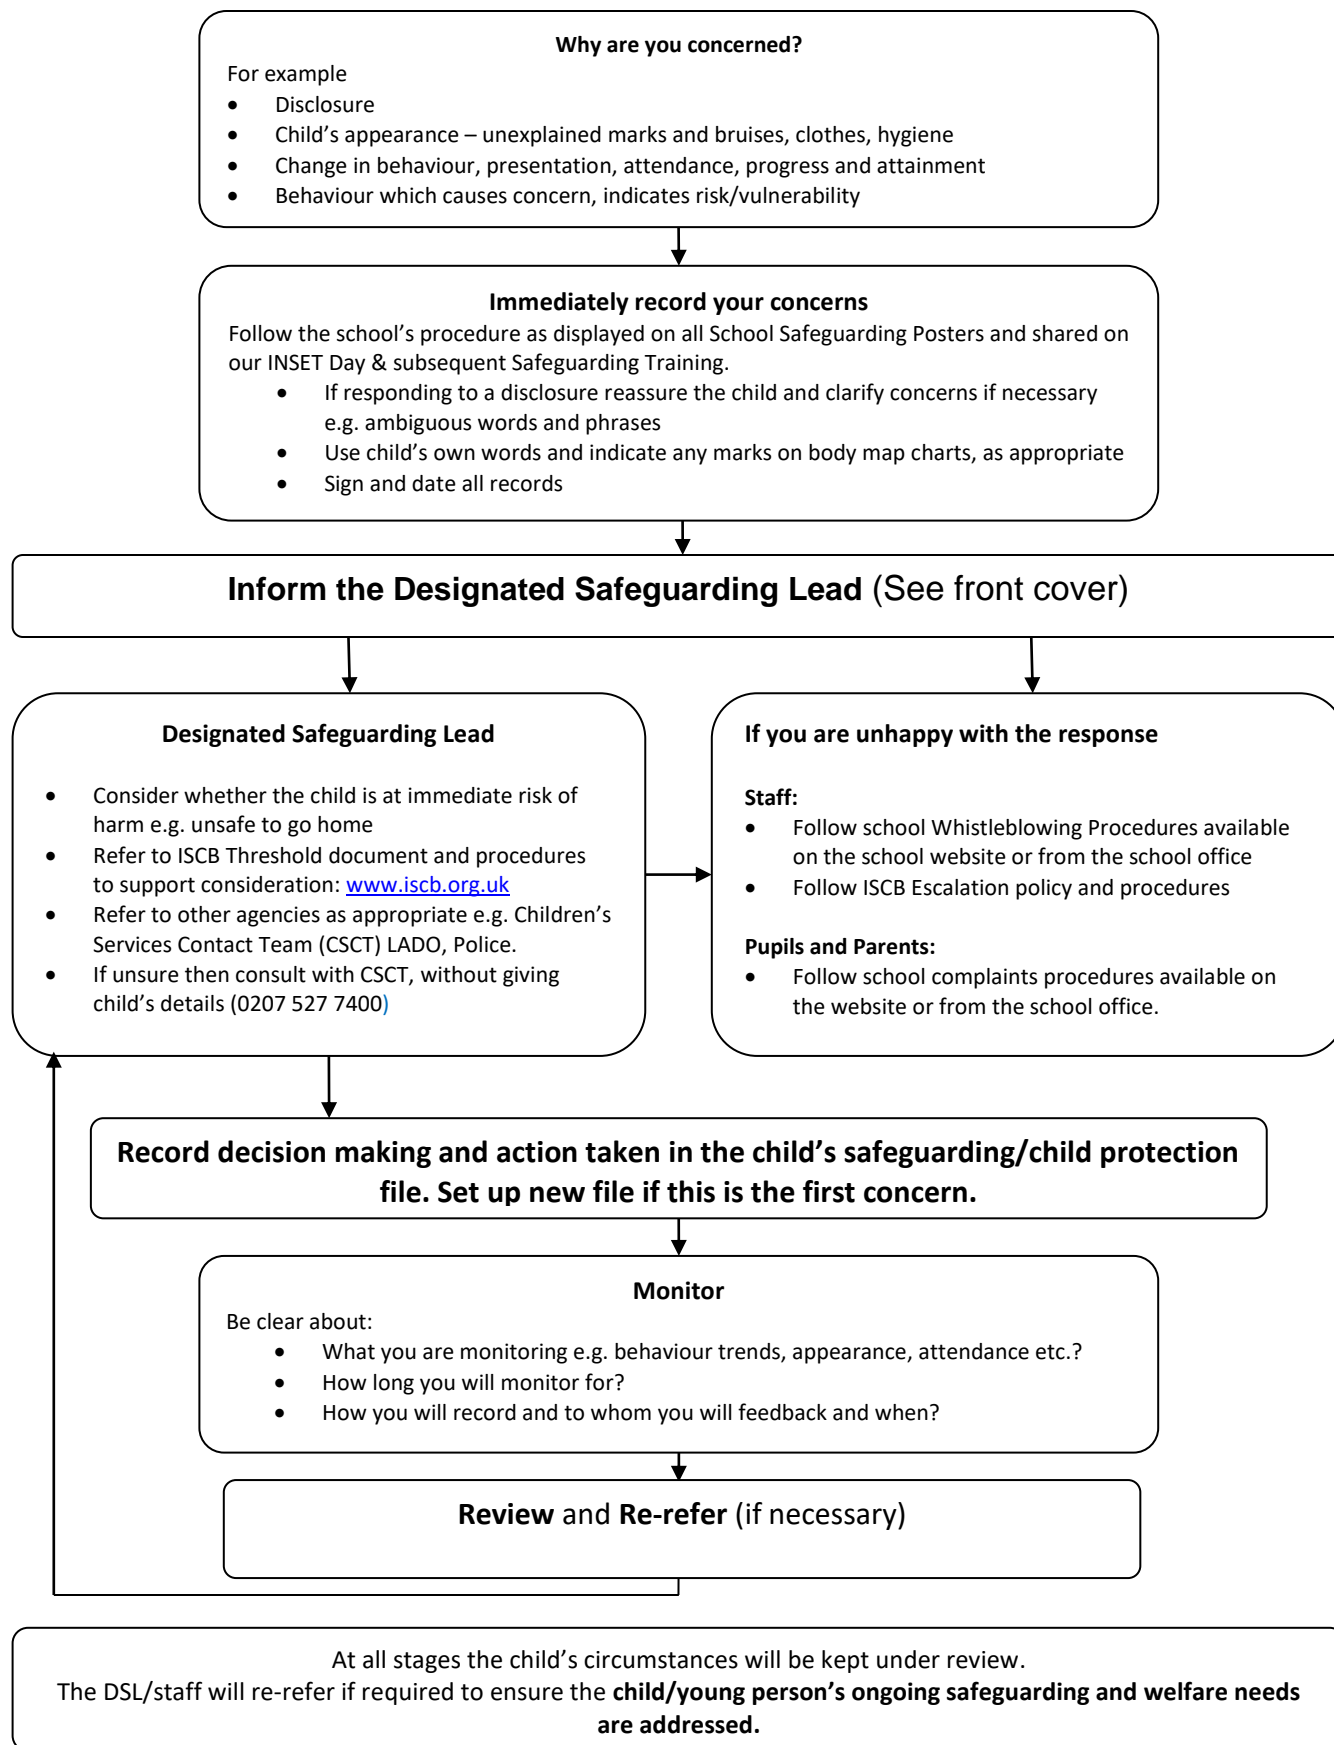 Why are you concerned?
For example
• Disclosure
• Child’s appearance – unexplained marks and bruises, clothes, hygiene
• Change in behaviour, presentation, attendance, progress and attainment
• Behaviour which causes concern, indicates risk/vulnerability
Immediately record your concerns
Follow the school’s procedure as displayed on all School Safeguarding Posters and shared on
our INSET Day & subsequent Safeguarding Training.
• If responding to a disclosure reassure the child and clarify concerns if necessary
e.g. ambiguous words and phrases
• Use child’s own words and indicate any marks on body map charts, as appropriate
• Sign and date all records
Inform the Designated Safeguarding Lead (See front cover)
Designated Safeguarding Lead
• Consider whether the child is at immediate risk of
harm e.g. unsafe to go home
• Refer to ISCB Threshold document and procedures
to support consideration: www.iscb.org.uk
• Refer to other agencies as appropriate e.g. Children’s
Services Contact Team (CSCT) LADO, Police.
• If unsure then consult with CSCT, without giving
child’s details (0207 527 7400)
If you are unhappy with the response
Staff:
• Follow school Whistleblowing Procedures available
on the school website or from the school office
• Follow ISCB Escalation policy and procedures
Pupils and Parents:
• Follow school complaints procedures available on
the website or from the school office.
Record decision making and action taken in the child’s safeguarding/child protection
file. Set up new file if this is the first concern.
Monitor
Be clear about:
• What you are monitoring e.g. behaviour trends, appearance, attendance etc.?
• How long you will monitor for?
• How you will record and to whom you will feedback and when?
Review and Re-refer (if necessary)
At all stages the child’s circumstances will be kept under review.
The DSL/staff will re-refer if required to ensure the child/young person’s ongoing safeguarding and welfare needs
are addressed.